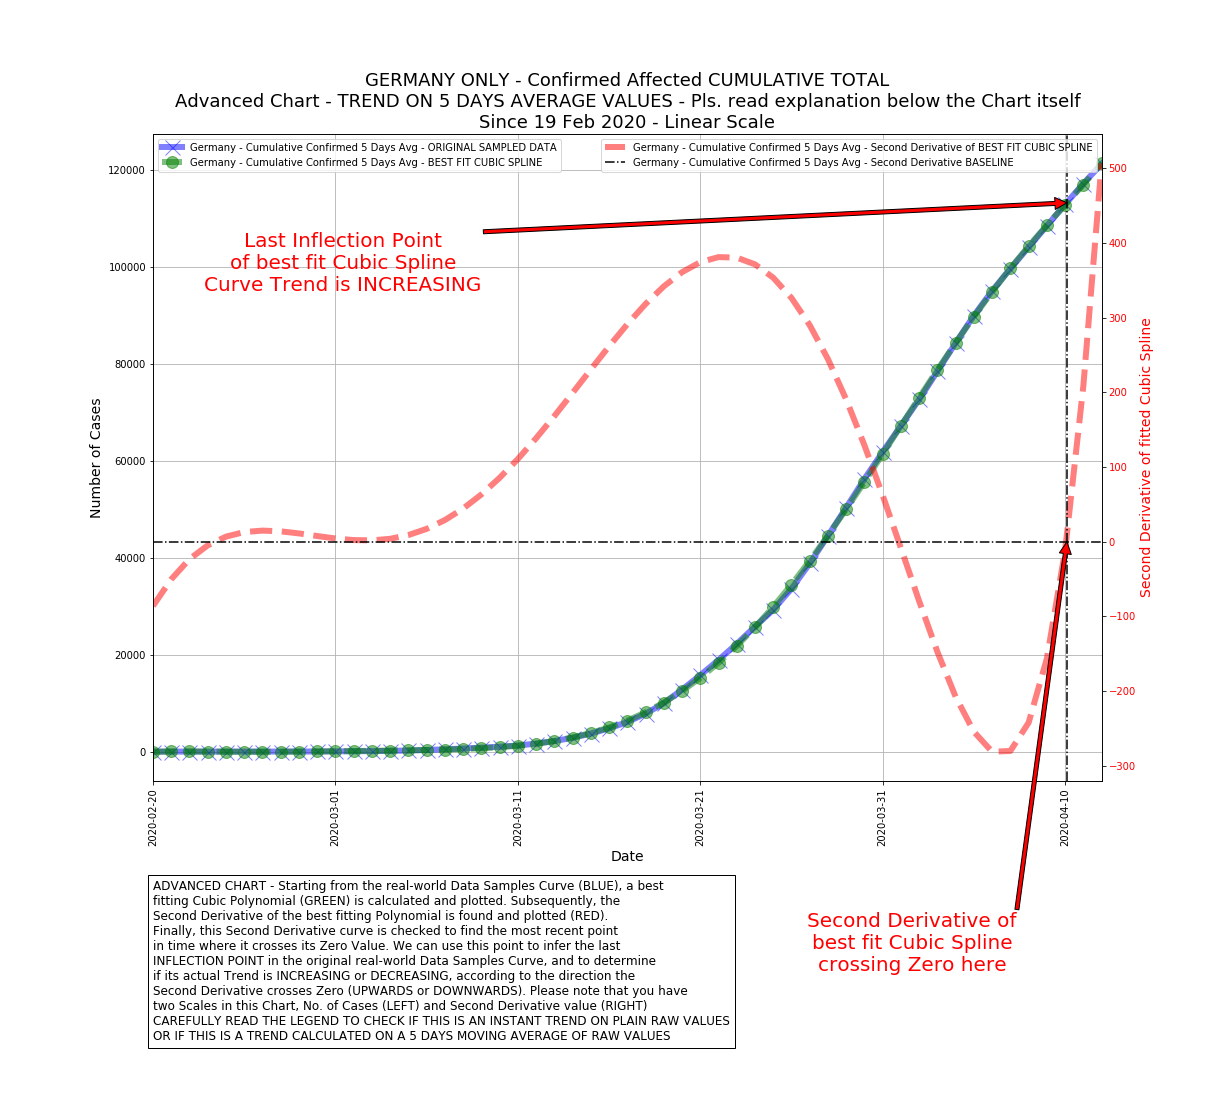 GERMANY ONLY - Confirmed Affected CUMULATIVE TOTAL
Advanced Chart - TREND ON 5 DAYS AVERAGE VALUES - Pls. read explanation below the Chart itself
Since 19 Feb 2020 - Linear Scale
Germany - Cumulative Confirmed 5 Days Avg - ORIGINAL SAMPLED DATA
Germany - Cumulative Confirmed 5 Days Avg - BEST FIT CUBIC SPLINE
Germany - Cumulative Confirmed 5 Days Avg - Second Derivative of BEST FIT CUBIC SPLINE
Germany - Cumulative Confirmed 5 Days Avg - Second Derivative BASELINE
Last Inflection Point
of best fit Cubic Spline
Curve Trend is INCREASING
Number of Cases
120000
100000
80000
60000
40000
20000
0
500
400
300
200
100
0
−100
−200
−300
Second Derivative of fitted Cubic Spline
2020-02-20
2020-03-01
2020-03-11
2020-03-21
2020-03-31
2020-04-10
Date
ADVANCED CHART - Starting from the real-world Data Samples Curve (BLUE), a best
fitting Cubic Polynomial (GREEN) is calculated and plotted. Subsequently, the
Second Derivative of the best fitting Polynomial is found and plotted (RED).
Finally, this Second Derivative curve is checked to find the most recent point
in time where it crosses its Zero Value. We can use this point to infer the last
INFLECTION POINT in the original real-world Data Samples Curve, and to determine
if its actual Trend is INCREASING or DECREASING, according to the direction the
Second Derivative crosses Zero (UPWARDS or DOWNWARDS). Please note that you have
two Scales in this Chart, No. of Cases (LEFT) and Second Derivative value (RIGHT)
CAREFULLY READ THE LEGEND TO CHECK IF THIS IS AN INSTANT TREND ON PLAIN RAW VALUES
OR IF THIS IS A TREND CALCULATED ON A 5 DAYS MOVING AVERAGE OF RAW VALUES
Second Derivative of
best fit Cubic Spline
crossing Zero here